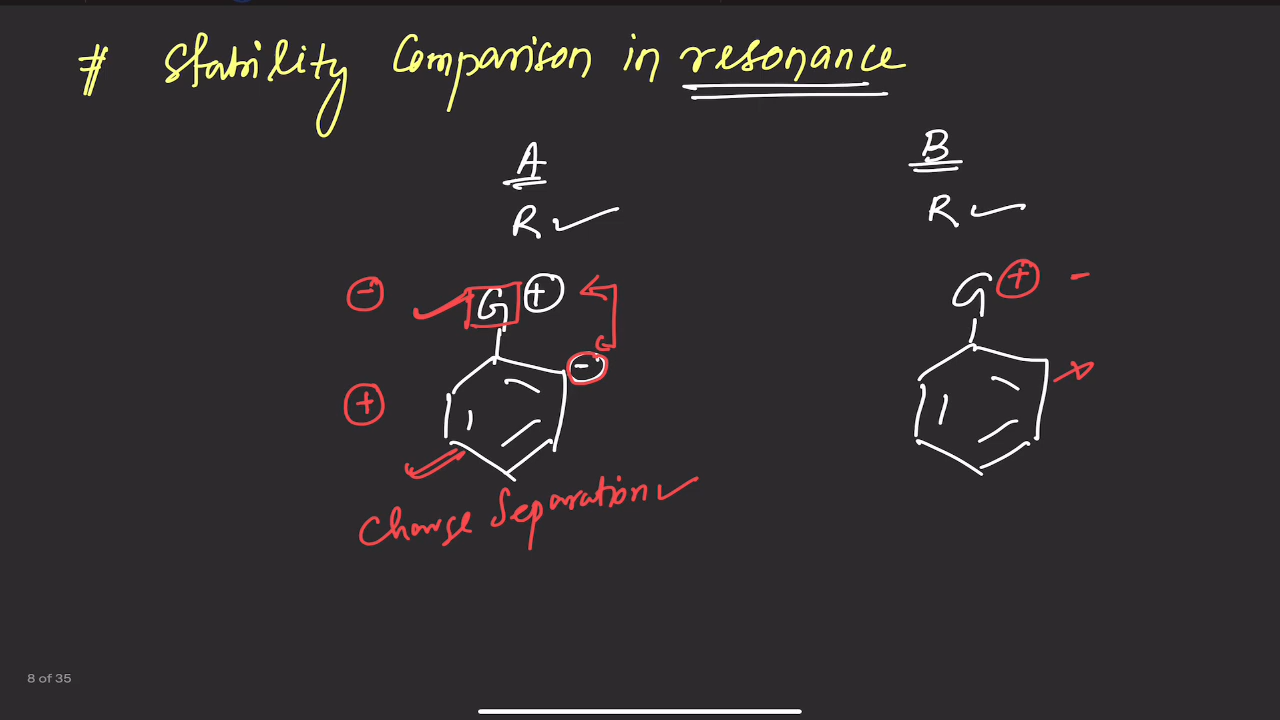 # Stability Comparison in resonance
A B
R ✓ R ✓
⊖ G ⊕ G ⊕ -
⊖
⊕
Charge Separation ✓
8 of 35